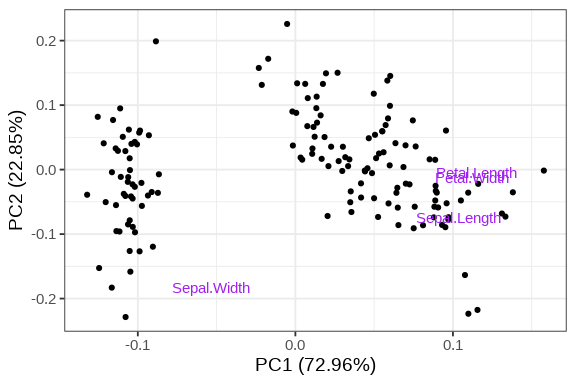 0.2
0.1
0.0
-0.1
-0.2
PC2 (22.85%)
Petal.Length
Petal.Width
Sepal.Length
Sepal.Width
-0.1
0.0
0.1
PC1 (72.96%)